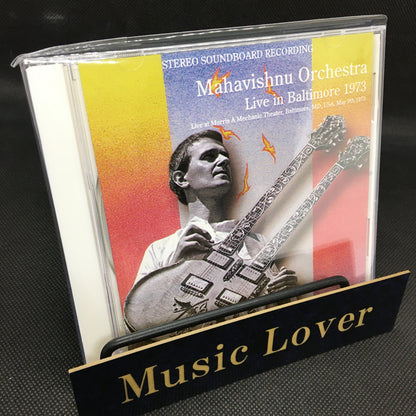 STEREO SOUNDBOARD RECORDING
Mahavishnu Orchestra
Live in Baltimore 1973
Live at Morris A Mechanic Theater, Baltimore, MD, USA, May 9th, 1973
Music Lover